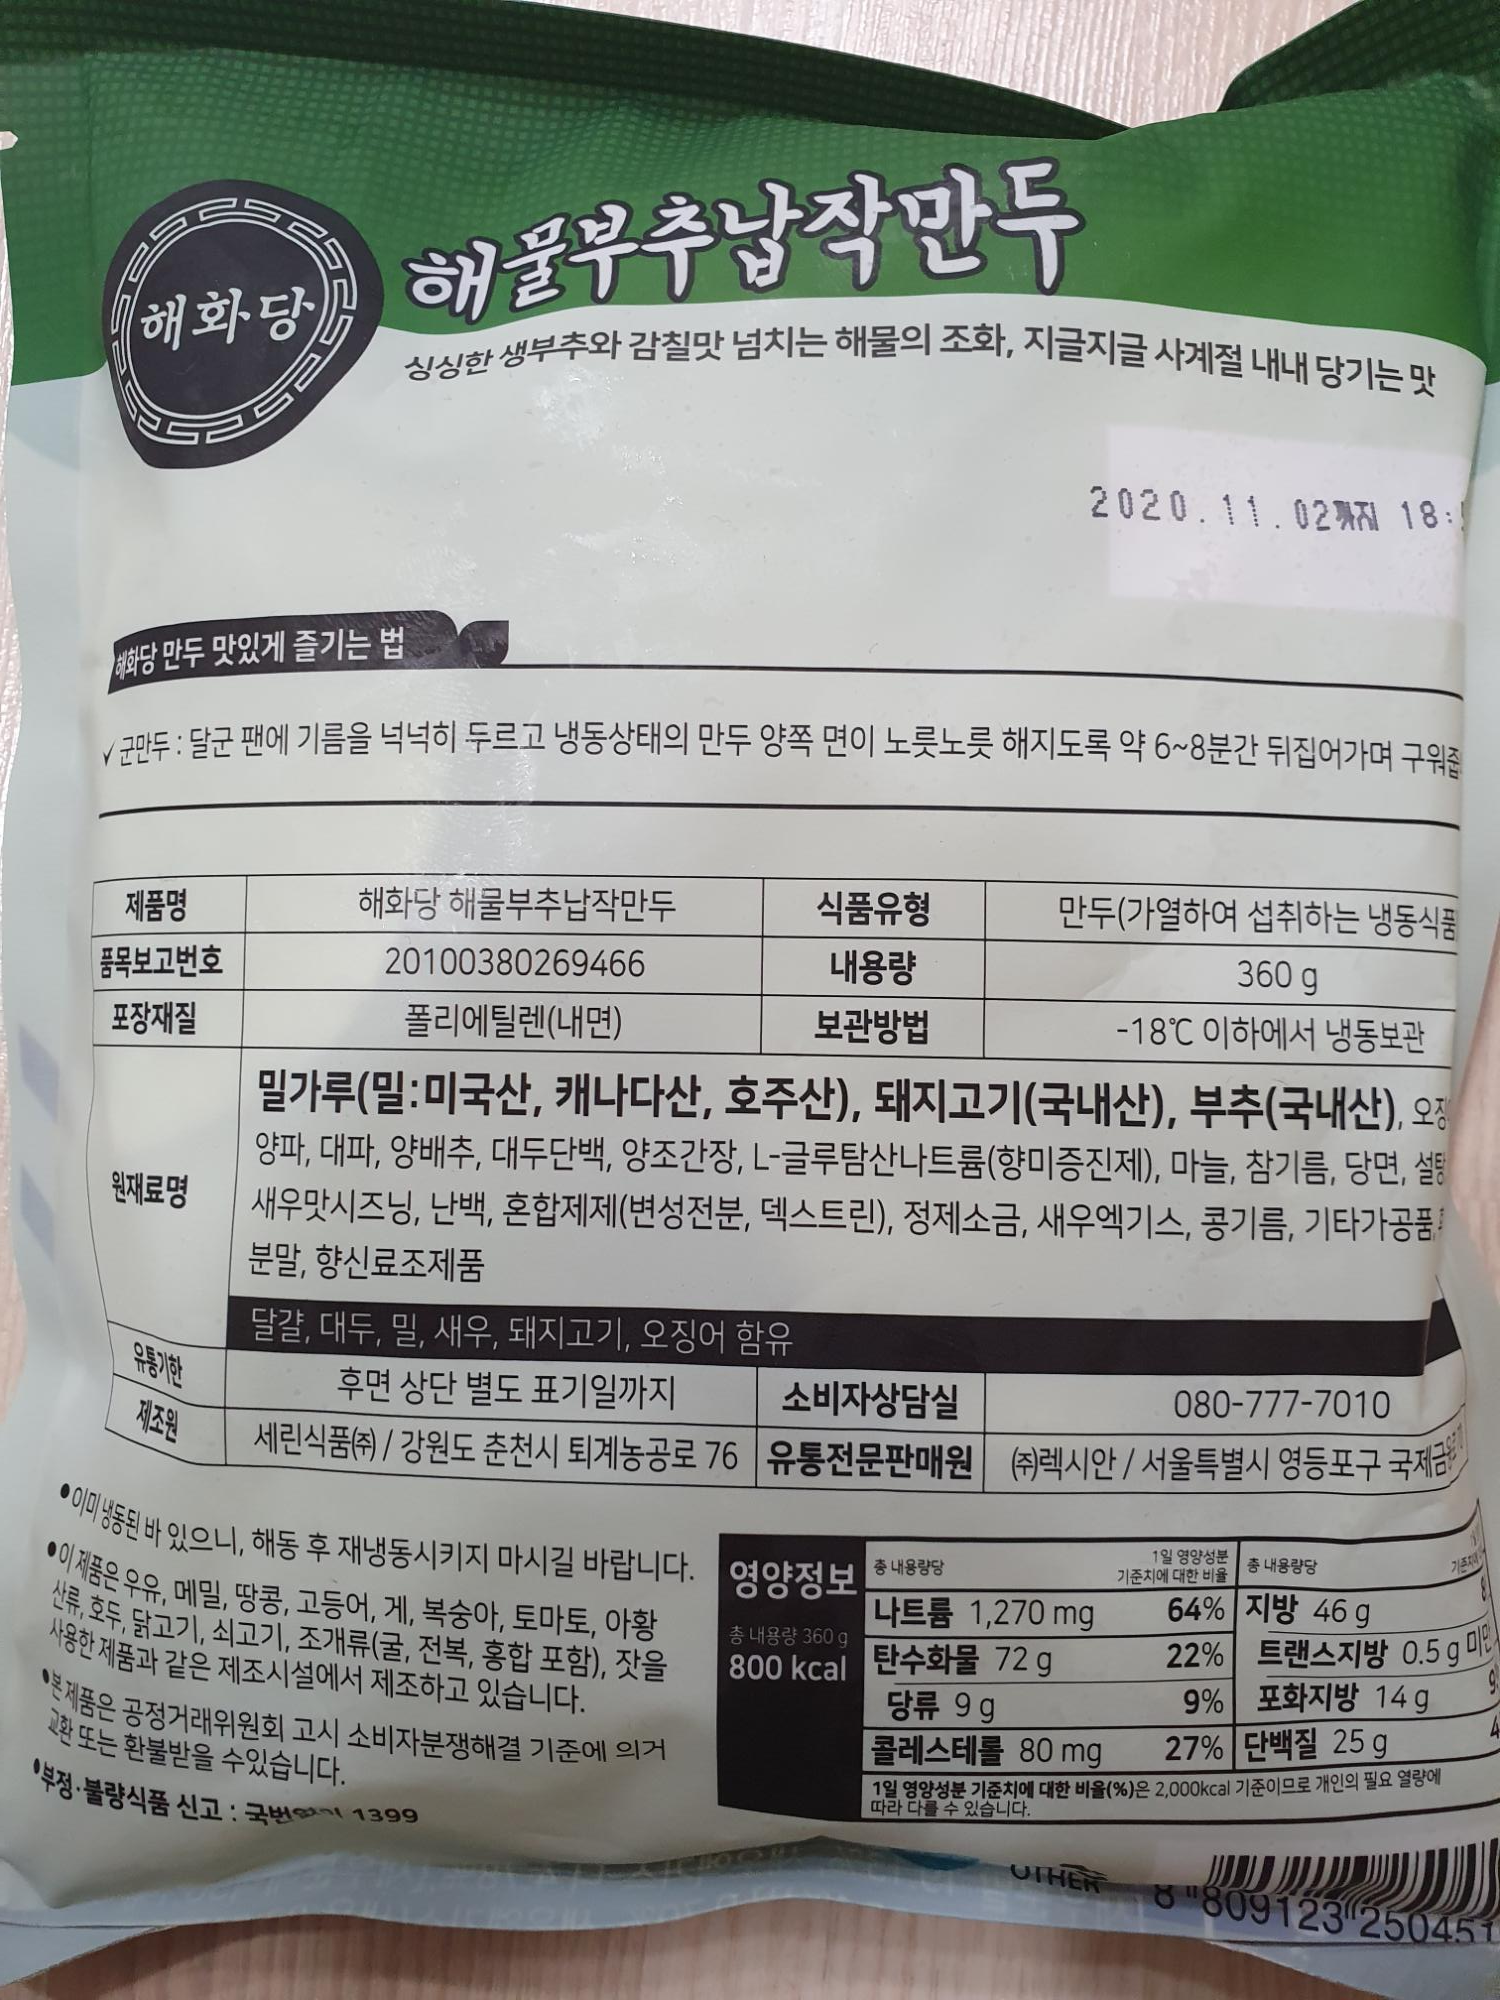 해화당
해물부추납작만두
싱싱한 생부추와 감칠맛 넘치는 해물의 조화, 지글지글 사계절 내내 당기는 맛
2020.11.02까지 18:
해화당 만두 맛있게 즐기는 법
✓ 군만두 : 달군 팬에 기름을 넉넉히 두르고 냉동상태의 만두 양쪽 면이 노릇노릇 해지도록 약 6~8분간 뒤집어가며 구워줍
제품명 해화당 해물부추납작만두 식품유형 만두(가열하여 섭취하는 냉동식품
품목보고번호 20100380269466 내용량 360 g
포장재질 폴리에틸렌(내면) 보관방법 -18℃ 이하에서 냉동보관
원재료명
밀가루(밀:미국산, 캐나다산, 호주산), 돼지고기(국내산), 부추(국내산),
양파, 대파, 양배추, 대두단백, 양조간장, L-글루탐산나트륨(향미증진제), 마늘, 참기름, 당면, 설탕
새우맛시즈닝, 난백, 혼합제제(변성전분, 덱스트린), 정제소금, 새우엑기스, 콩기름, 기타가공품,
분말, 향신료조제품
달걀, 대두, 밀, 새우, 돼지고기, 오징어 함유
유통기한 후면 상단 별도 표기일까지 소비자상담실 080-777-7010
제조원 세린식품㈜ / 강원도 춘천시 퇴계농공로 76 유통전문판매원 ㈜렉시안 / 서울특별시 영등포구
•이미 냉동된 바 있으니, 해동 후 재냉동시키지 마시길 바랍니다.
•이 제품은 우유, 메밀, 땅콩, 고등어, 게, 복숭아, 토마토, 아황
산류, 호두, 닭고기, 쇠고기, 조개류(굴, 전복, 홍합 포함), 잣을
사용한 제품과 같은 제조시설에서 제조하고 있습니다.
•본 제품은 공정거래위원회 고시 소비자분쟁해결 기준에 의거
교환 또는 환불받을 수있습니다.
•부정·불량식품 신고 : 국번없이 1399
영양정보
총 내용량 360 g
800 kcal
총 내용량당 1일 영양성분 기준치에 대한 비율 총 내용량당
나트륨 1,270 mg 64% 지방 46 g
탄수화물 72 g 22% 트랜스지방 0.5 g 미만
당류 9 g 9% 포화지방 14 g
콜레스테롤 80 mg 27% 단백질 25 g
1일 영양성분 기준치에 대한 비율(%)은 2,000kcal 기준이므로 개인의 필요 열량에
따라 다를 수 있습니다.
OTHER
8 809123 250451